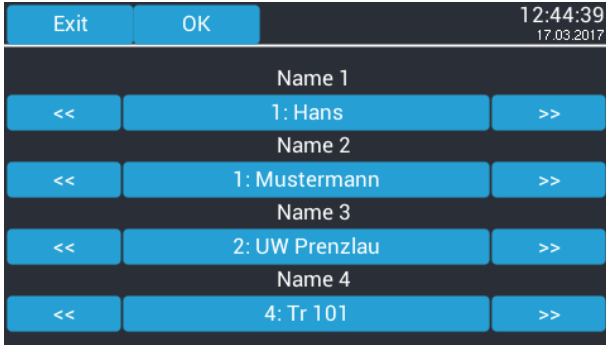 Exit OK 12:44:39
17.03.2017
Name 1
<< 1: Hans >>
Name 2
<< 1: Mustermann >>
Name 3
<< 2: UW Prenzlau >>
Name 4
<< 4: Tr 101 >>